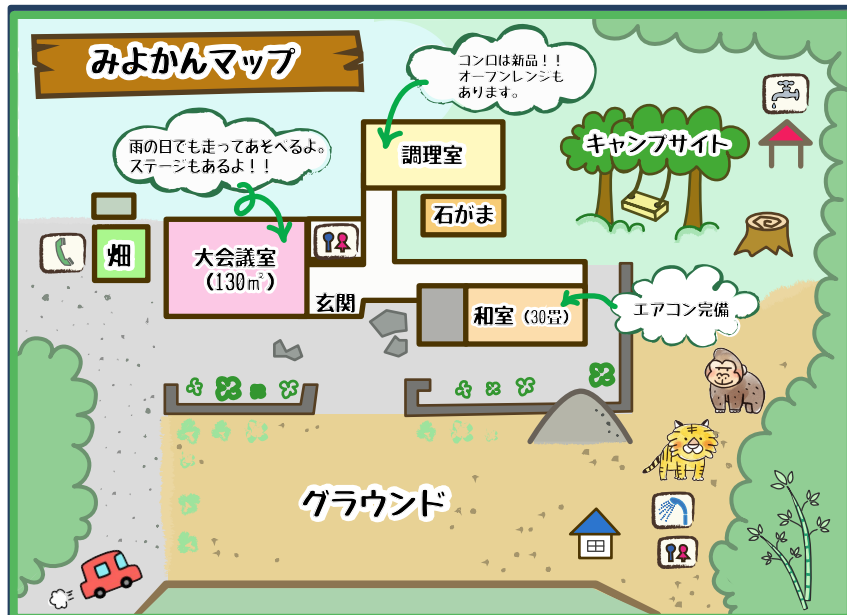 みよかんマップ
コンロは新品！！
オーブンレンジも
あります。
雨の日でも走ってあそべるよ。
ステージもあるよ！！
調理室
キャンプサイト
石がま
畑
大会議室
（130㎡）
玄関
和室（30畳）
エアコン完備
グラウンド